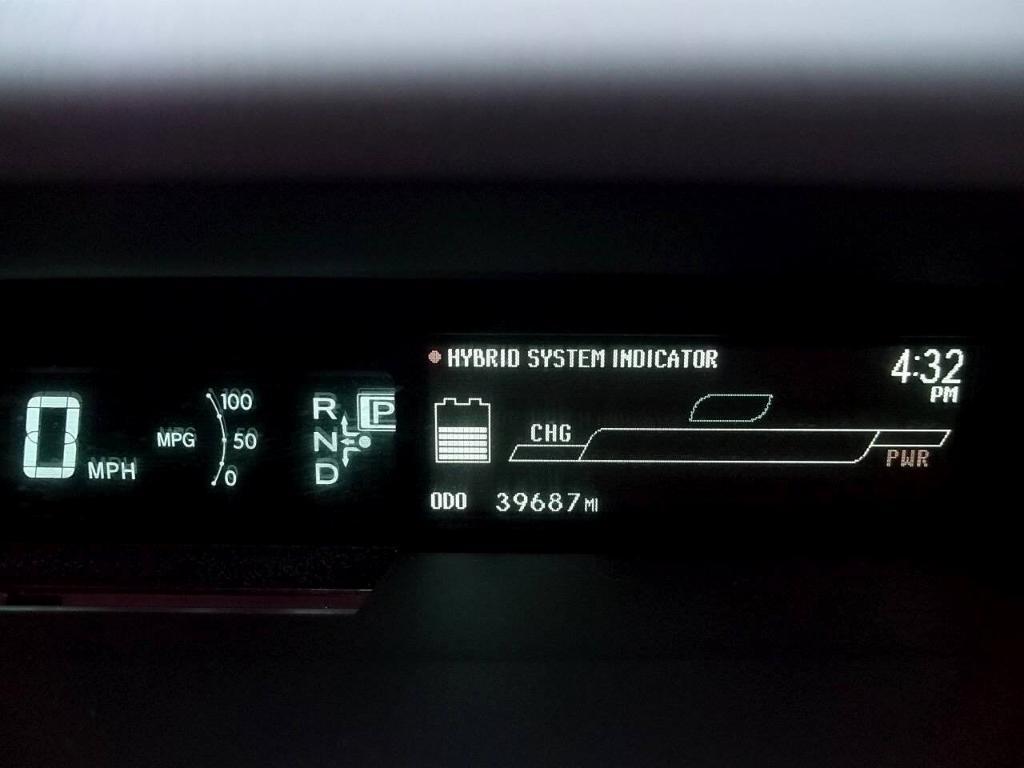 HYBRID SYSTEM INDICATOR
4:32
PM
0 MPH
MPG
100
50
0
R
N
D
P
CHG
PWR
ODO 39687 MI